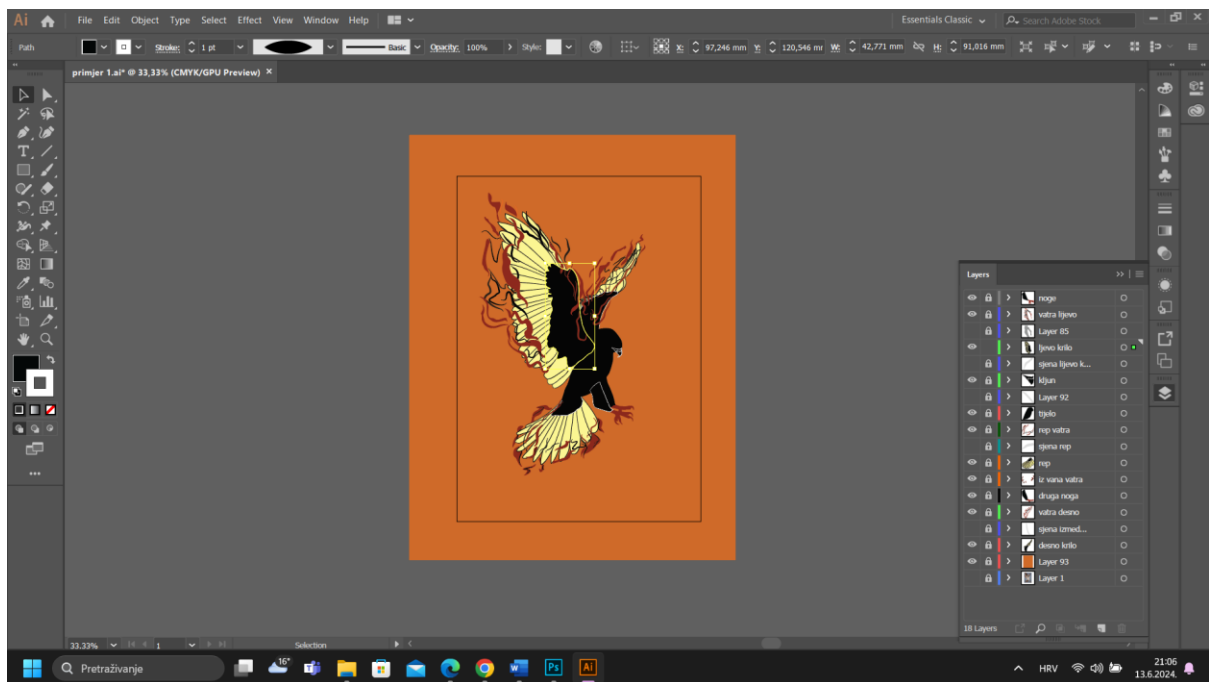 Ai File Edit Object Type Select Effect View Window Help Essentials Classic Search Adobe Stock
Path Stroke: 1 pt Basic Opacity: 100% Style: X: 97,246 mm Y: 120,546 mr W: 42,771 mm H: 91,016 mm
primjer 1.ai* @ 33,33% (CMYK/GPU Preview) ×
Layers
noge
vatra lijevo
Layer 85
ljevo krilo
sjena lijevo k...
kljun
Layer 92
tijelo
rep vatra
sjena rep
rep
iz vana vatra
druga noga
vatra desno
sjena izmed...
desno krilo
Layer 93
Layer 1
18 Layers
33.33% 1 Selection
16°
Pretraživanje W Ps Ai HRV 21:06
13.6.2024.